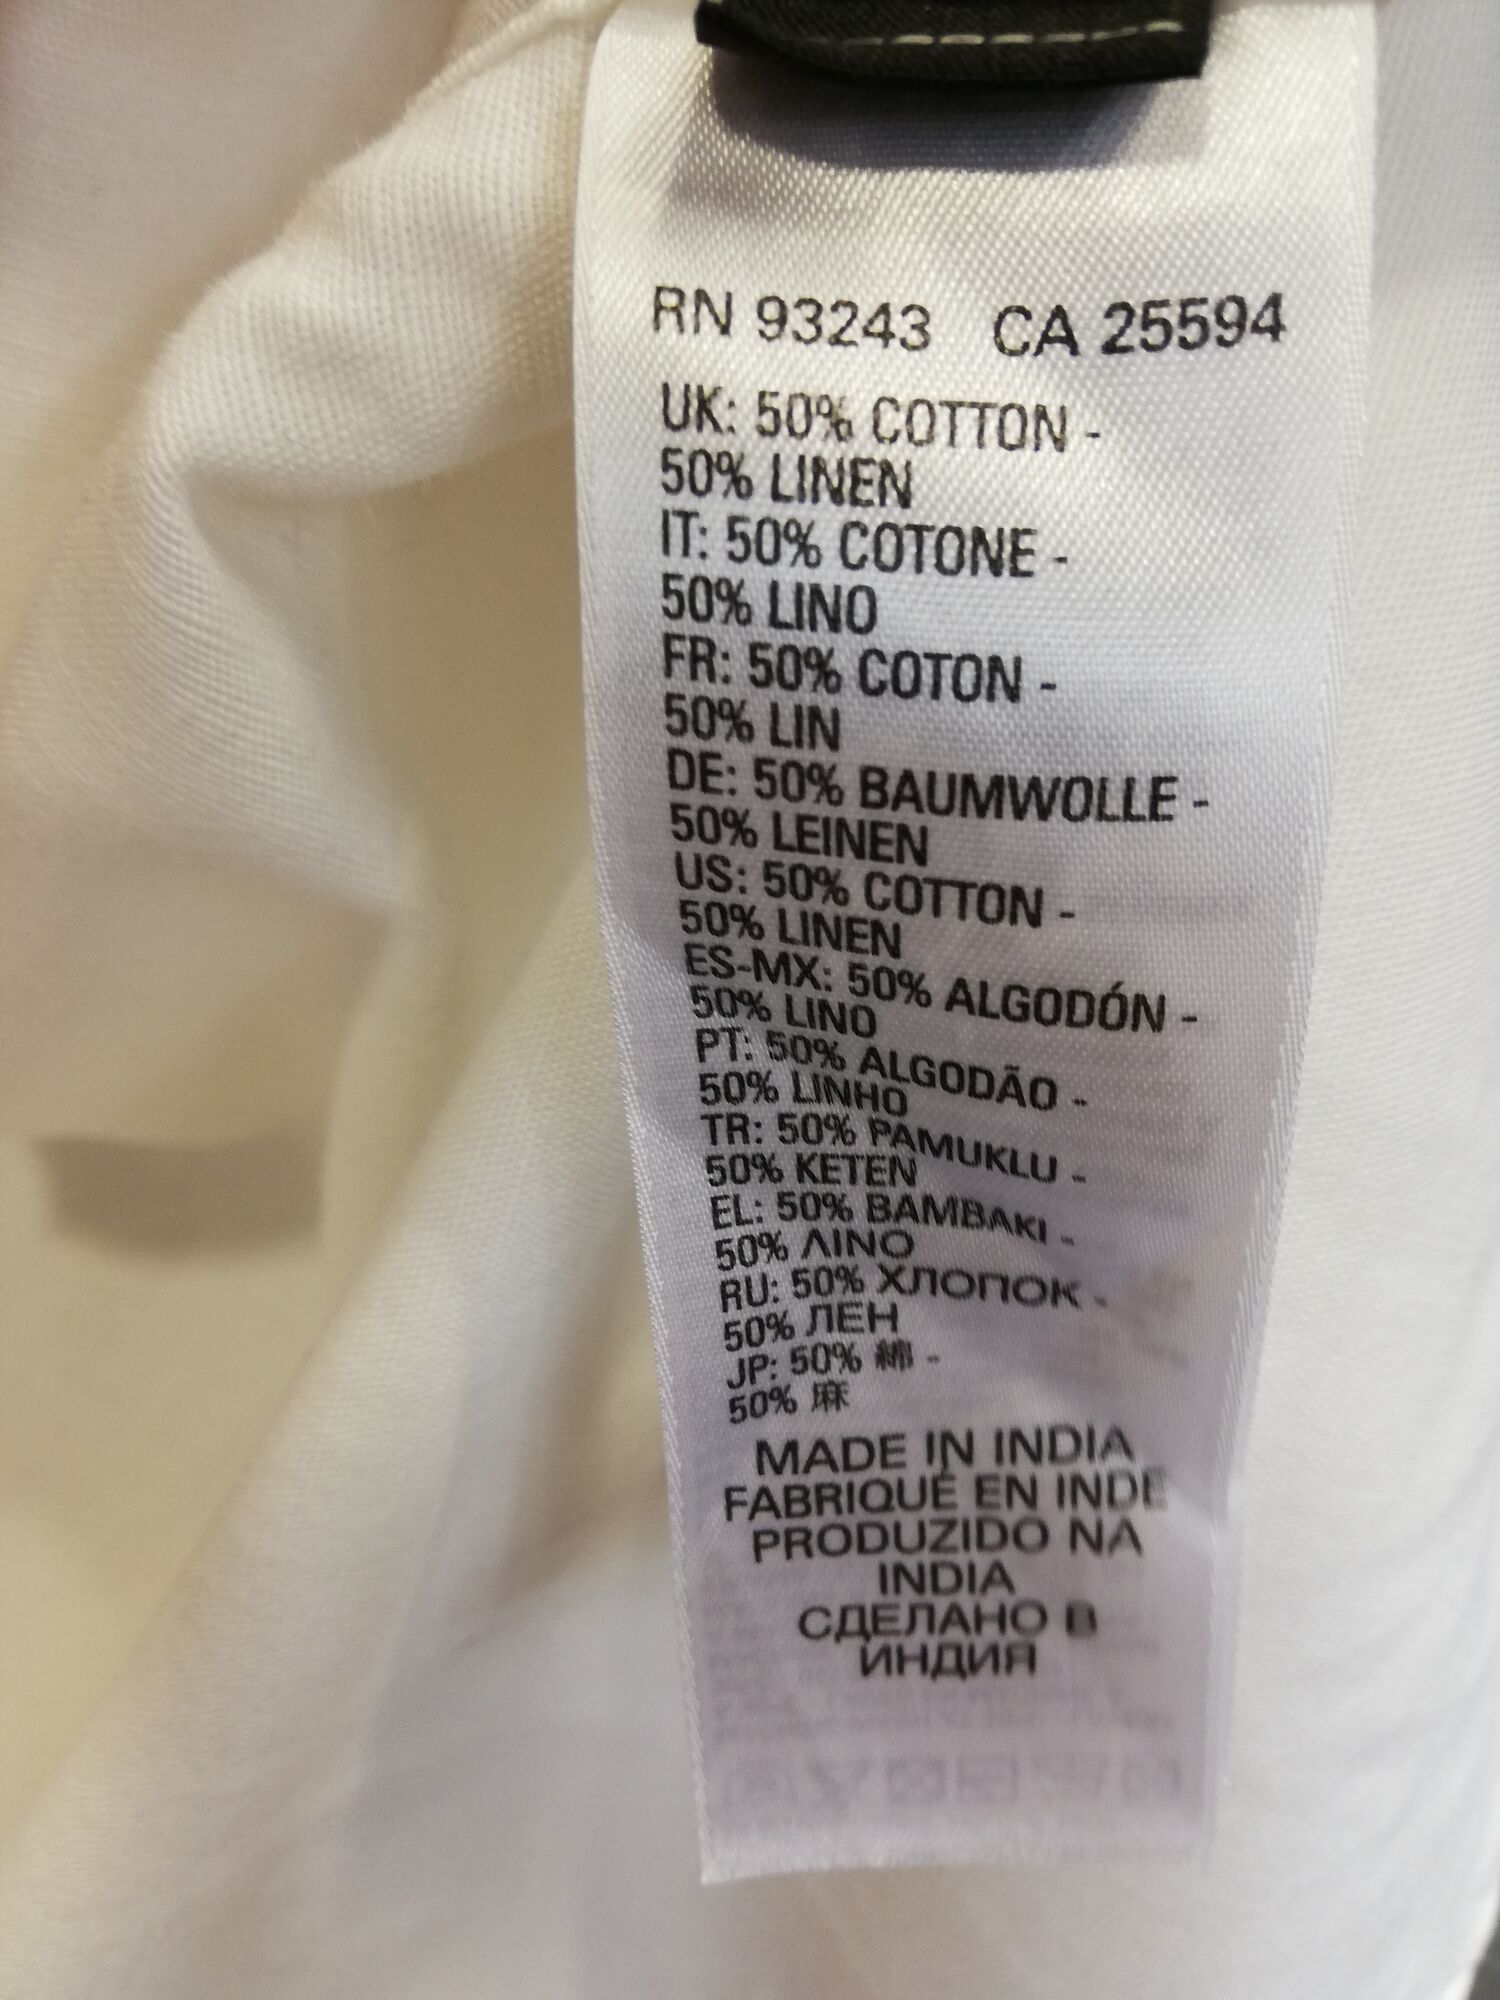 RN 93243 CA 25594
UK: 50% COTTON -
50% LINEN
IT: 50% COTONE -
50% LINO
FR: 50% COTON -
50% LIN
DE: 50% BAUMWOLLE -
50% LEINEN
US: 50% COTTON -
50% LINEN
ES-MX: 50% ALGODÓN -
50% LINO
PT: 50% ALGODÃO -
50% LINHO
TR: 50% PAMUKLU -
50% KETEN
EL: 50% ΒΑΜΒΑΚΙ -
50% ΛΙΝΟ
RU: 50% ХЛОПОК -
50% ЛЕН
JP: 50% 綿 -
50% 麻
MADE IN INDIA
FABRIQUÉ EN INDE
PRODUZIDO NA
INDIA
СДЕЛАНО В
ИНДИЯ